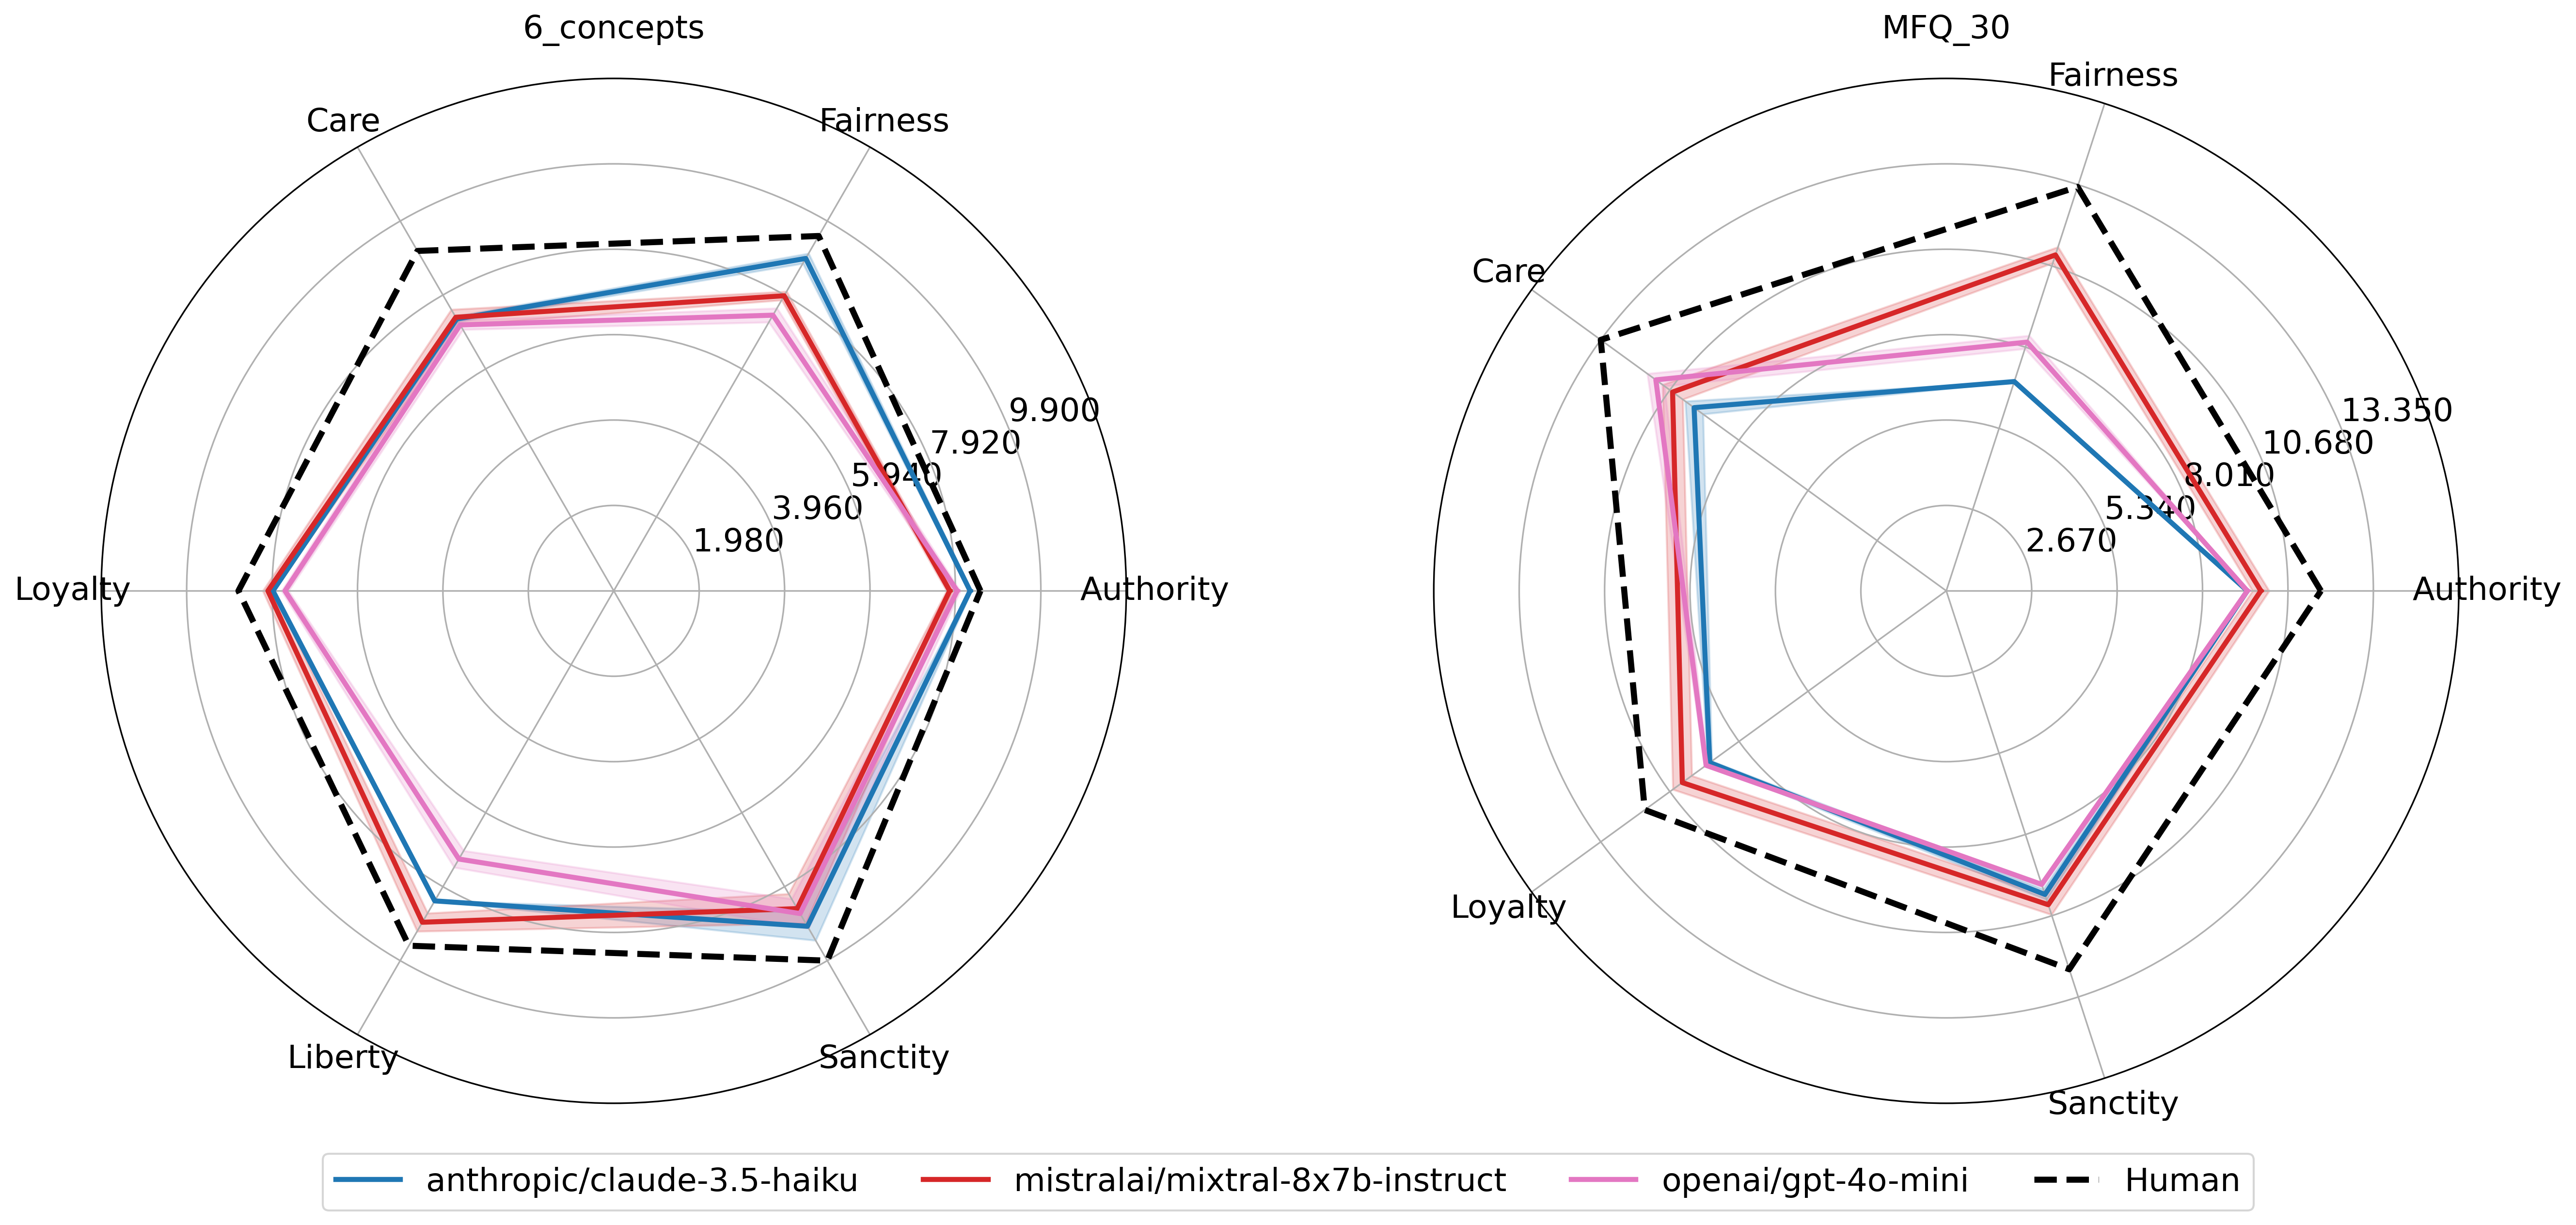 6_concepts
Care
Fairness
Loyalty
Authority
Liberty
Sanctity
1.980
3.960
5.940
7.920
9.900
MFQ_30
Fairness
Care
Authority
Loyalty
Sanctity
2.670
5.340
8.010
10.680
13.350
anthropic/claude-3.5-haiku
mistralai/mixtral-8x7b-instruct
openai/gpt-4o-mini
Human